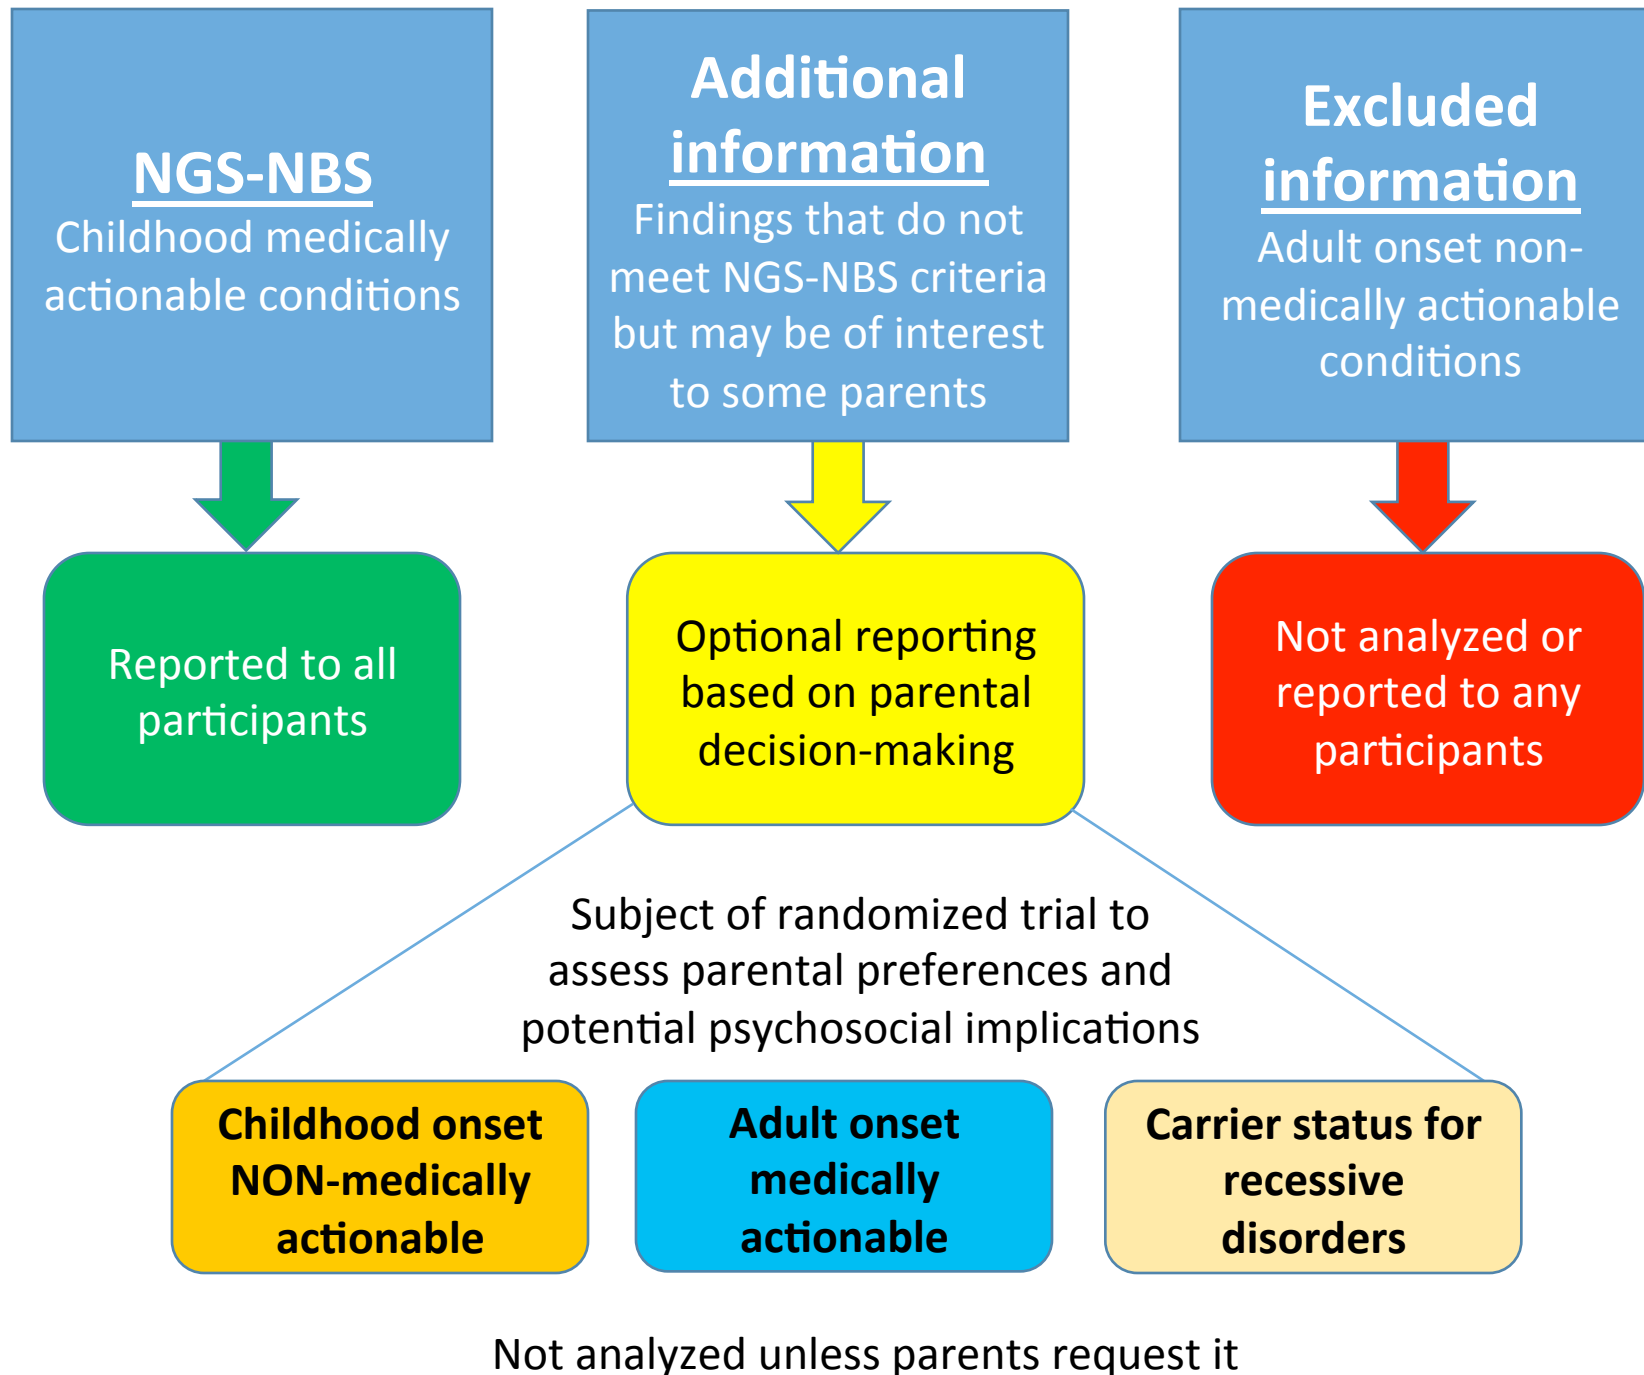 NGS-NBS
Childhood medically
actionable conditions
Additional
information
Findings that do not
meet NGS-NBS criteria
but may be of interest
to some parents
Excluded
information
Adult onset non-
medically actionable
conditions
Reported to all
participants
Optional reporting
based on parental
decision-making
Not analyzed or
reported to any
participants
Subject of randomized trial to
assess parental preferences and
potential psychosocial implications
Childhood onset
NON-medically
actionable
Adult onset
medically
actionable
Carrier status for
recessive
disorders
Not analyzed unless parents request it